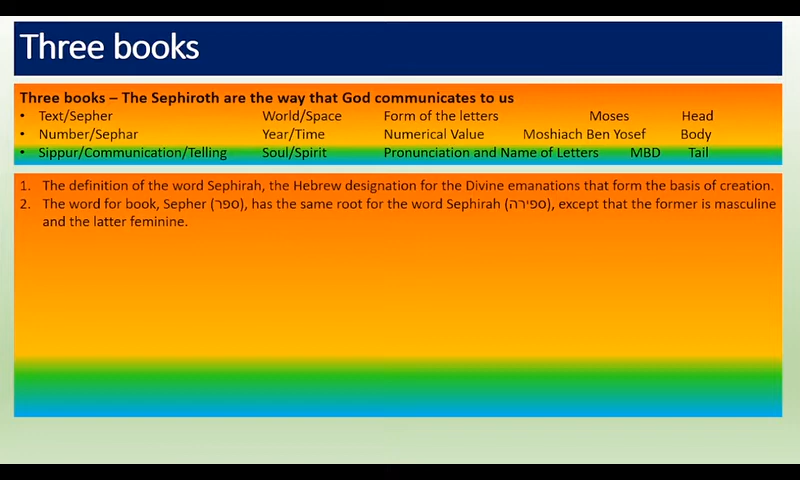 Three books
Three books – The Sephiroth are the way that God communicates to us
• Text/Sepher World/Space Form of the letters Moses Head
• Number/Sephar Year/Time Numerical Value Moshiach Ben Yosef Body
• Sippur/Communication/Telling Soul/Spirit Pronunciation and Name of Letters MBD Tail
1. The definition of the word Sephirah, the Hebrew designation for the Divine emanations that form the basis of creation.
2. The word for book, Sepher (ספר), has the same root for the word Sephirah (ספירה), except that the former is masculine
and the latter feminine.